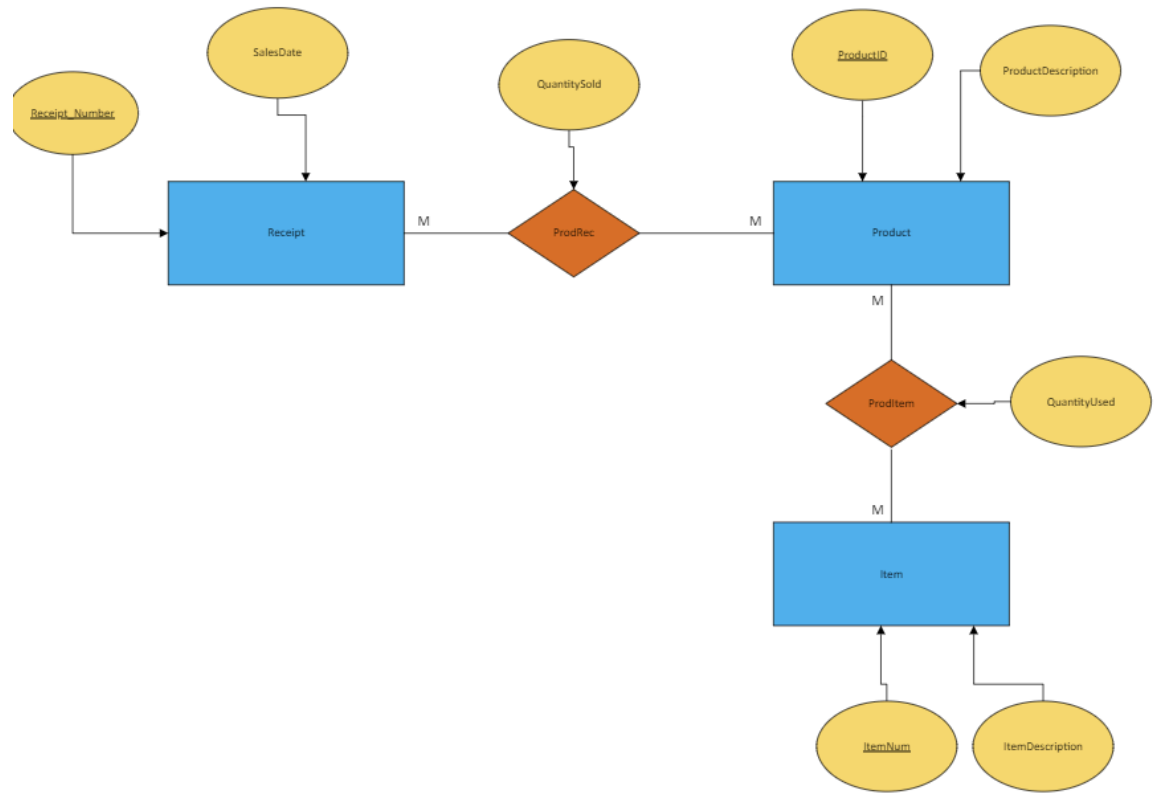 SalesDate
ProductID
ProductDescription
QuantitySold
Receipt_Number
M
M
Receipt
ProdRec
Product
M
ProdItem
QuantityUsed
M
Item
ItemNum
ItemDescription